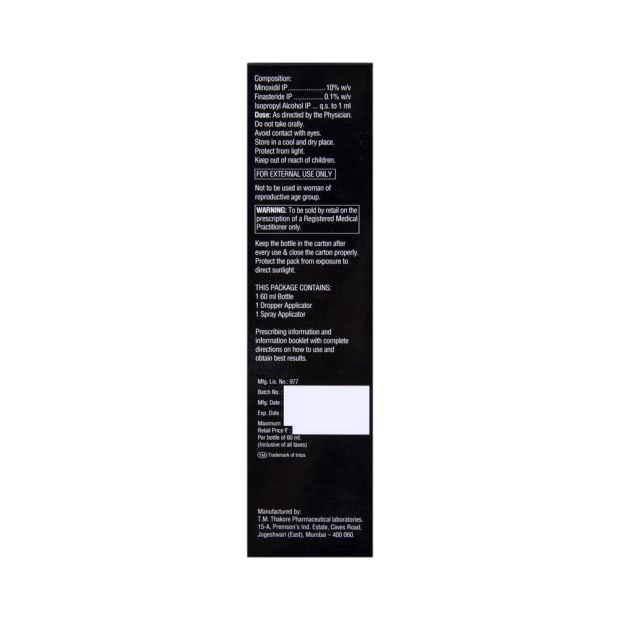 Composition:
Minoxidil IP.................. 10% w/v
Finasteride IP .............. 0.1% w/v
Isopropyl Alcohol IP ... q.s. to 1 ml
Dose: As directed by the Physician.
Do not take orally.
Avoid contact with eyes.
Store in a cool and dry place.
Protect from light.
Keep out of reach of children.
FOR EXTERNAL USE ONLY
Not to be used in woman of
reproductive age group.
WARNING: To be sold by retail on the
prescription of a Registered Medical
Practitioner only.
Keep the bottle in the carton after
every use & close the carton properly.
Protect the pack from exposure to
direct sunlight.
THIS PACKAGE CONTAINS:
1 60 ml Bottle
1 Dropper Applicator
1 Spray Applicator
Prescribing information and
information booklet with complete
directions on how to use and
obtain best results.
Mfg. Lic. No.: 977
Batch No. :
Mfg. Date :
Exp. Date :
Maximum
Retail Price ₹ :
Per bottle of 60 ml.
(Inclusive of all taxes)
TM Trademark of Intas
Manufactured by:
T.M. Thakore Pharmaceutical laboratories.
15-A, Premson's Ind. Estate, Caves Road,
Jogeshwari (East), Mumbai – 400 060.